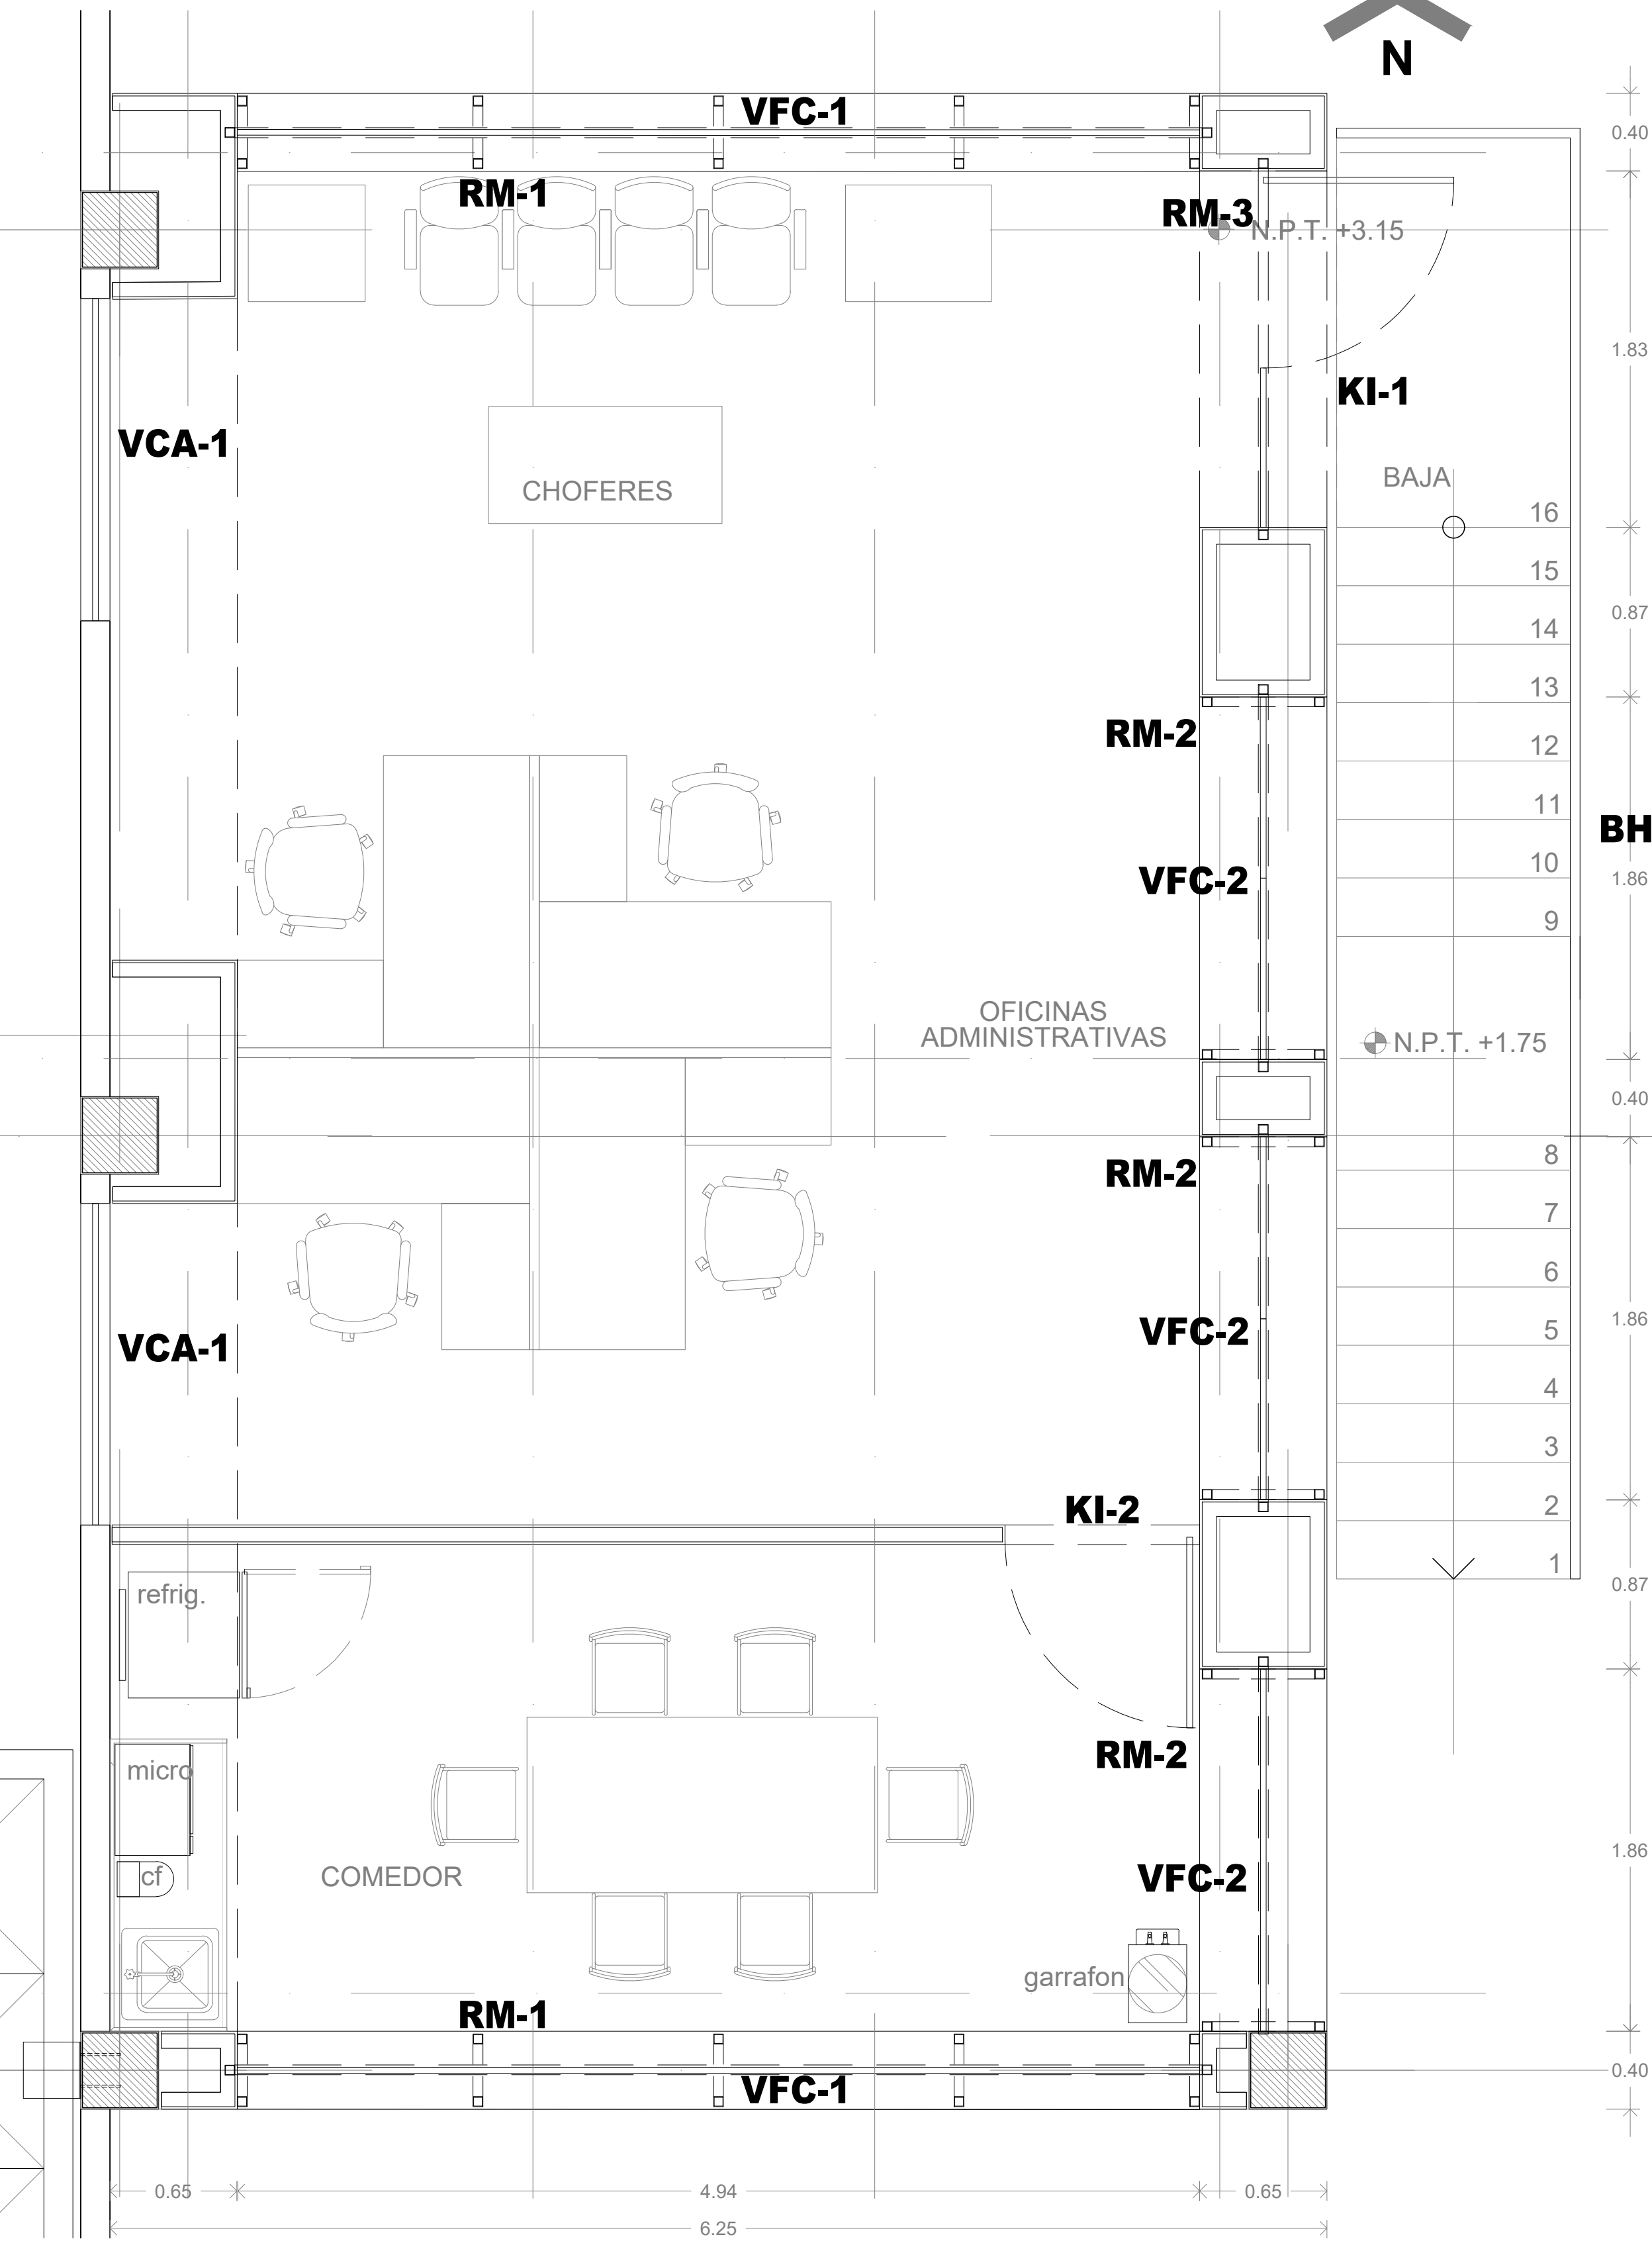 N
VFC-1
0.40
RM-1
RM-3
N.P.T. +3.15
1.83
KI-1
VCA-1
BAJA
CHOFERES
16
15
0.87
14
13
RM-2
12
11
BH
10
VFC-2
1.86
9
OFICINAS
ADMINISTRATIVAS
N.P.T. +1.75
0.40
8
RM-2
7
6
1.86
5
VFC-2
VCA-1
4
3
2
KI-2
1
0.87
refrig.
RM-2
micro
1.86
cf
COMEDOR
VFC-2
garrafon
RM-1
0.40
VFC-1
0.65
4.94
0.65
6.25